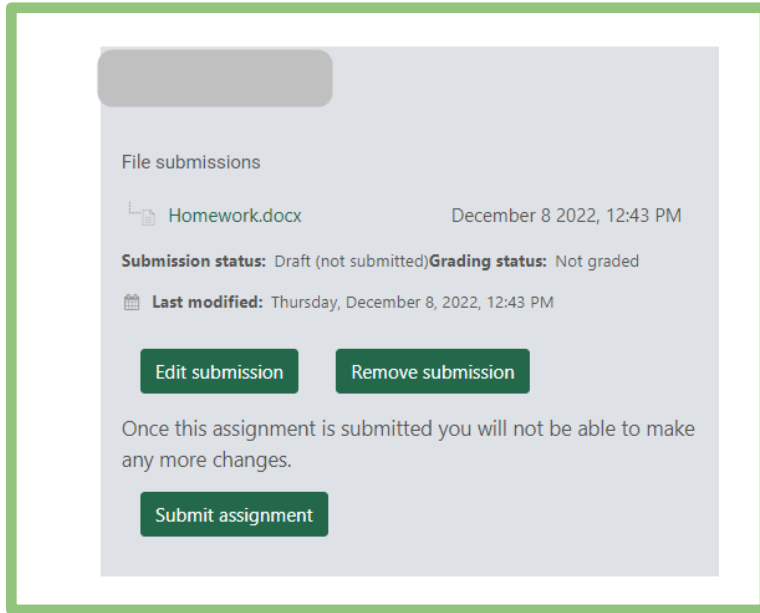 File submissions
Homework.docx December 8 2022, 12:43 PM
Submission status: Draft (not submitted)Grading status: Not graded
Last modified: Thursday, December 8, 2022, 12:43 PM
Edit submission Remove submission
Once this assignment is submitted you will not be able to make
any more changes.
Submit assignment